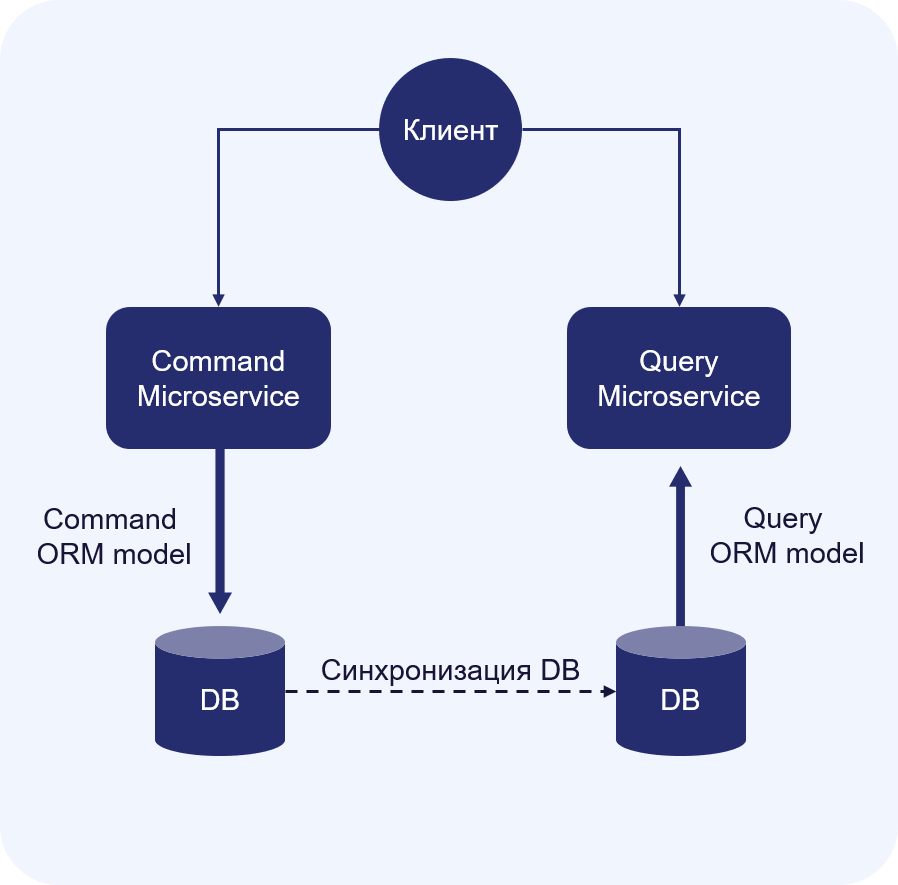 Клиент
Command
Microservice
Query
Microservice
Command
ORM model
Query
ORM model
Синхронизация DB
DB
DB